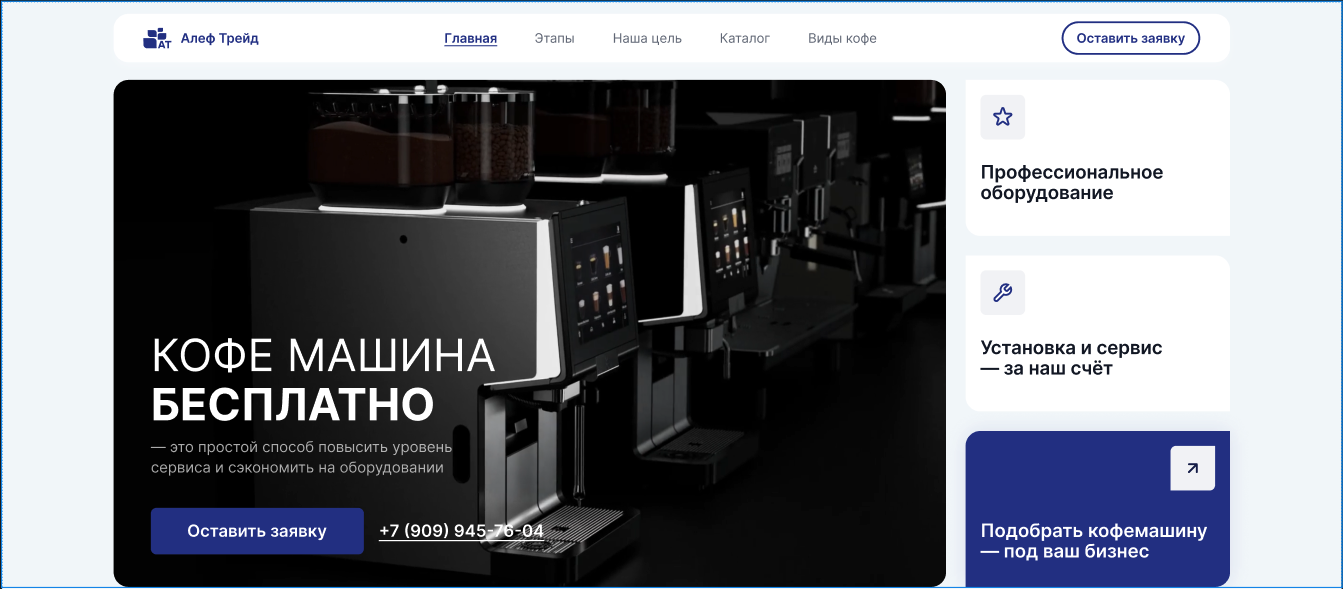 АТ Алеф Трейд
Главная
Этапы
Наша цель
Каталог
Виды кофе
Оставить заявку
КОФЕ МАШИНА
БЕСПЛАТНО
— это простой способ повысить уровень
сервиса и сэкономить на оборудовании
Оставить заявку
+7 (909) 945-76-04
Профессиональное
оборудование
Установка и сервис
— за наш счёт
Подобрать кофемашину
— под ваш бизнес